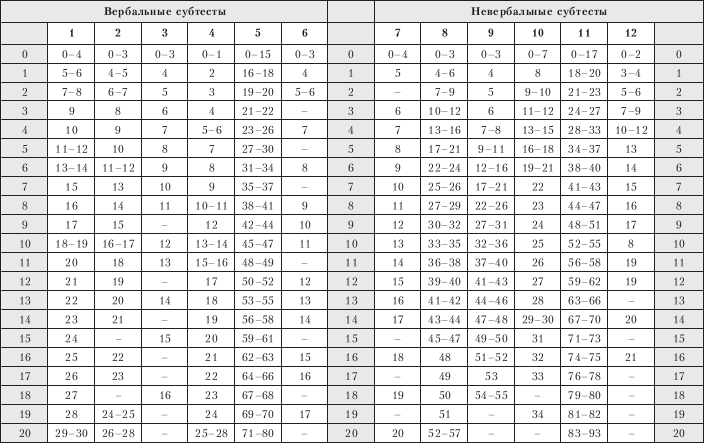 Вербальные субтесты Невербальные субтесты
1 2 3 4 5 6 7 8 9 10 11 12
0 0–4 0–3 0–3 0–1 0–15 0–3 0 0–4 0–3 0–3 0–7 0–17 0–2 0
1 5–6 4–5 4 2 16–18 4 1 5 4–6 4 8 18–20 3–4 1
2 7–8 6–7 5 3 19–20 5–6 2 – 7–9 5 9–10 21–23 5–6 2
3 9 8 6 4 21–22 – 3 6 10–12 6 11–12 24–27 7–9 3
4 10 9 7 5–6 23–26 7 4 7 13–16 7–8 13–15 28–33 10–12 4
5 11–12 10 8 7 27–30 – 5 8 17–21 9–11 16–18 34–37 13 5
6 13–14 11–12 9 8 31–34 8 6 9 22–24 12–16 19–21 38–40 14 6
7 15 13 10 9 35–37 – 7 10 25–26 17–21 22 41–43 15 7
8 16 14 11 10–11 38–41 9 8 11 27–29 22–26 23 44–47 16 8
9 17 15 – 12 42–44 10 9 12 30–32 27–31 24 48–51 17 9
10 18–19 16–17 12 13–14 45–47 11 10 13 33–35 32–36 25 52–55 8 10
11 20 18 13 15–16 48–49 – 11 14 36–38 37–40 26 56–58 19 11
12 21 19 – 17 50–52 12 12 15 39–40 41–43 27 59–62 19 12
13 22 20 14 18 53–55 13 13 16 41–42 44–46 28 63–66 – 13
14 23 21 – 19 56–58 14 14 17 43–44 47–48 29–30 67–70 20 14
15 24 – 15 20 59–61 – 15 – 45–47 49–50 31 71–73 – 15
16 25 22 – 21 62–63 15 16 18 48 51–52 32 74–75 21 16
17 26 23 – 22 64–66 16 17 – 49 53 33 76–78 – 17
18 27 – 16 23 67–68 – 18 19 50 54–55 – 79–80 – 18
19 28 24–25 – 24 69–70 17 19 – 51 – 34 81–82 – 19
20 29–30 26–28 – 25–28 71–80 – 20 20 52–57 – – 83–93 – 20